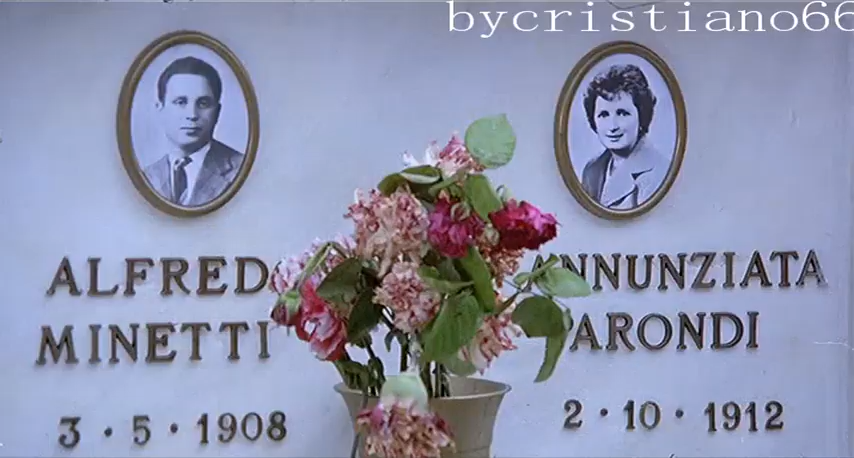 bycristiano66
ALFRED
MINETTI
3·5·1908
ANNUNZIATA
ARONDI
2·10·1912